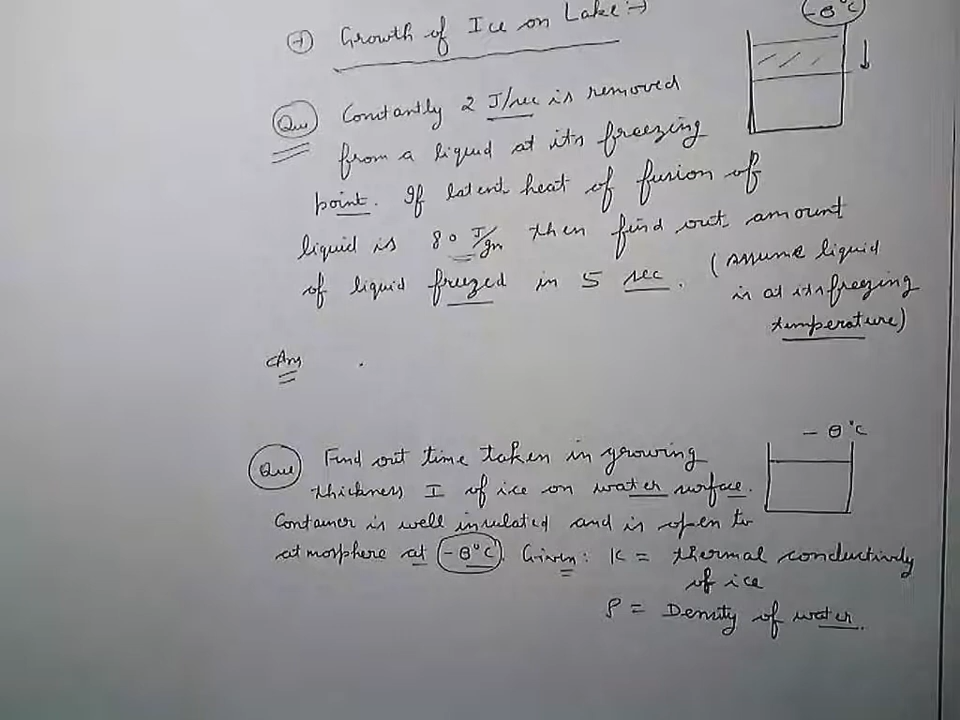 → Growth of Ice on Lake :→
-θ°C
Que Constantly 2 J/sec is removed
from a liquid at its freezing
point. If latent heat of fusion of
liquid is 80 J/gm then find out amount
of liquid freezed in 5 sec. (Assume liquid
is at its freezing
temperature)
Ans
Que Find out time taken in growing
thickness I of ice on water surface.
Container is well insulated and is open to
atmosphere at -θ°C. Given: K = thermal conductivity
of ice
ρ = Density of water.
-θ°C